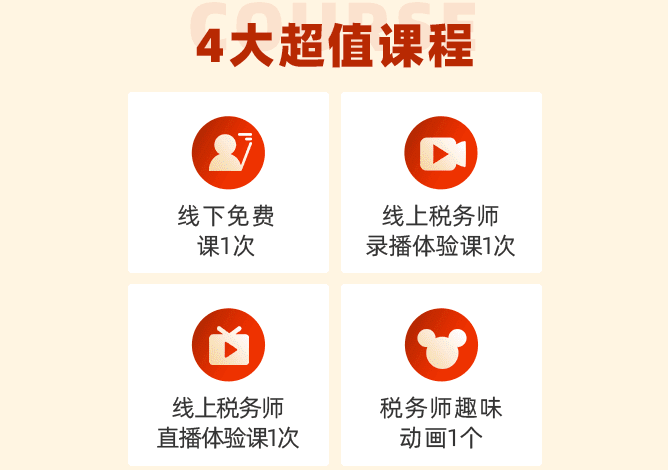 COURSE
4大超值课程
线下免费
课1次
线上税务师
录播体验课1次
线上税务师
直播体验课1次
税务师趣味
动画1个